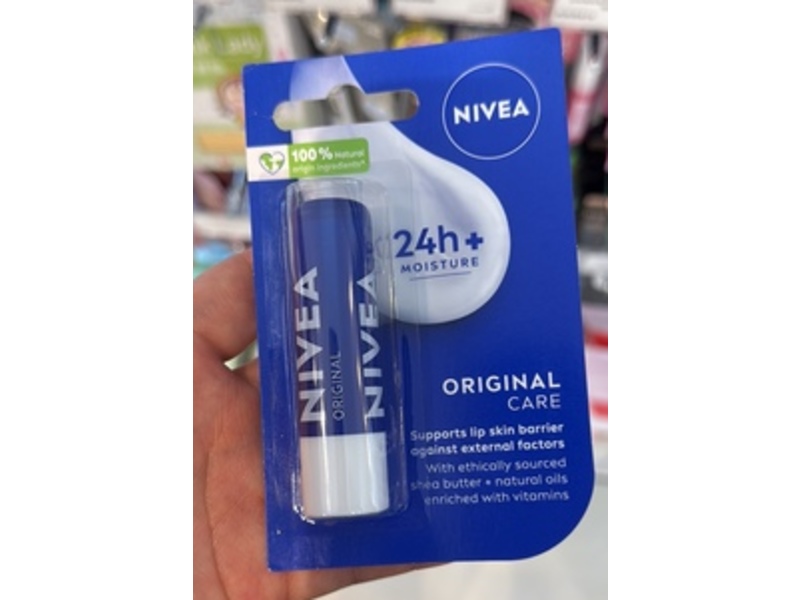 NIVEA
100% Natural
origin ingredients*
24h+
MOISTURE
NIVEA
ORIGINAL
NIVEA
ORIGINAL
CARE
Supports lip skin barrier
against external factors
With ethically sourced
shea butter + natural oils
enriched with vitamins